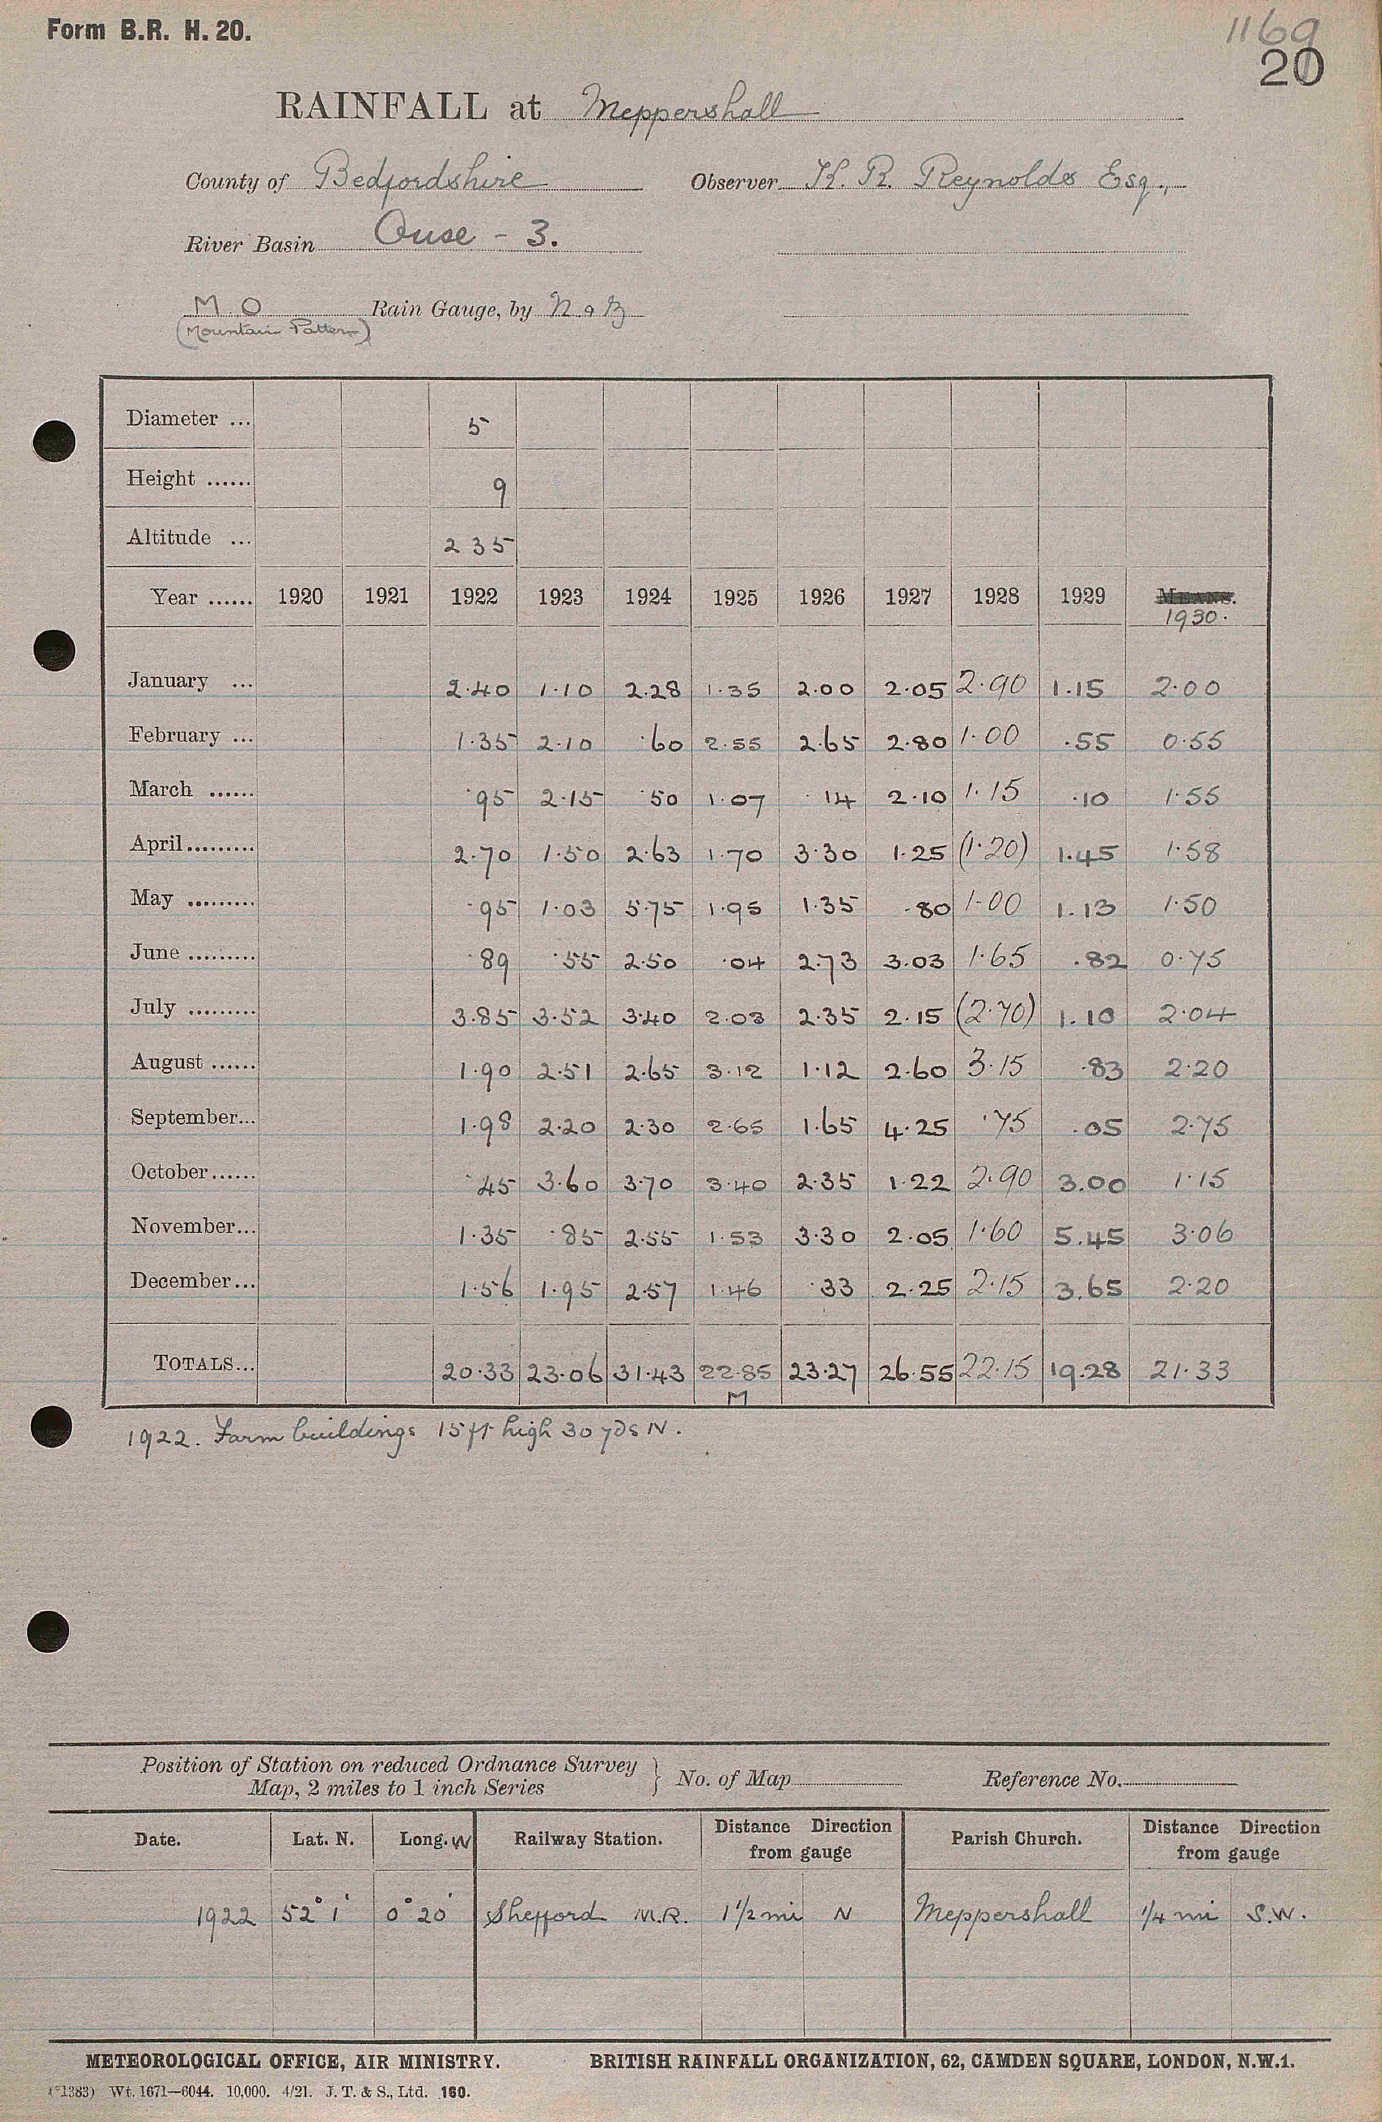 Form B.R. H. 20.
1169
20
RAINFALL at Meppershall
County of Bedfordshire Observer K. R. Reynolds Esq.,
River Basin Ouse - 3.
M. O Rain Gauge, by N & Z
(Mountain Pattern)
Diameter ... 5
Height ...... 9
Altitude ... 235
Year ...... 1920 1921 1922 1923 1924 1925 1926 1927 1928 1929 MEANS.
1930.
January ... 2.40 1.10 2.28 1.35 2.00 2.05 2.90 1.15 2.00
February ... 1.35 2.10 .60 2.55 2.65 2.80 1.00 .55 0.55
March ...... .95 2.15 .50 1.07 .14 2.10 1.15 .10 1.55
April......... 2.70 1.50 2.63 1.70 3.30 1.25 (1.20) 1.45 1.58
May ......... .95 1.03 5.75 1.95 1.35 .80 1.00 1.13 1.50
June ......... .89 .55 2.50 .04 2.73 3.03 1.65 .82 0.75
July ......... 3.85 3.52 3.40 2.03 2.35 2.15 (2.70) 1.10 2.04
August ...... 1.90 2.51 2.65 3.12 1.12 2.60 3.15 .83 2.20
September... 1.98 2.20 2.30 2.65 1.65 4.25 .75 .05 2.75
October...... .45 3.60 3.70 3.40 2.35 1.22 2.90 3.00 1.15
November... 1.35 .85 2.55 1.53 3.30 2.05 1.60 5.45 3.06
December... 1.56 1.95 2.57 1.46 .33 2.25 2.15 3.65 2.20
TOTALS... 20.33 23.06 31.43 22.85 23.27 26.55 22.15 19.28 21.33
M
1922. Farm buildings 15 ft high 30 yds N.
Position of Station on reduced Ordnance Survey
Map, 2 miles to 1 inch Series } No. of Map Reference No.
Date. Lat. N. Long. W Railway Station. Distance from gauge Direction Parish Church. Distance from gauge Direction
1922 52° 1' 0° 20' Shefford M.R. 1 1/2 mi N Meppershall 1/4 mi S.W.
METEOROLOGICAL OFFICE, AIR MINISTRY. BRITISH RAINFALL ORGANIZATION, 62, CAMDEN SQUARE, LONDON, N.W.1.
(*1383) Wt. 1671—6044. 10,000. 4/21. J. T. & S., Ltd. 160.